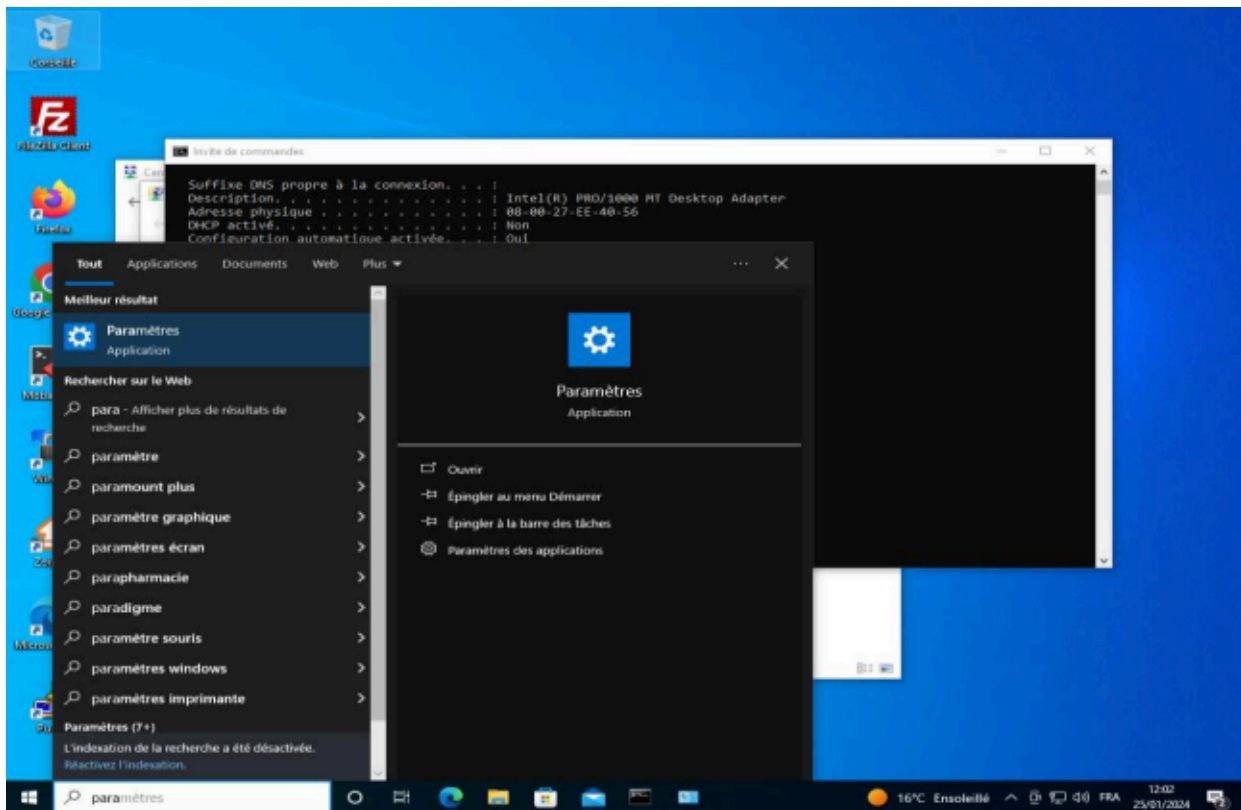 Corbeille
FileZilla Client
Firefox
Google
Microso
Invite de commandes
Suffixe DNS propre à la connexion. . . :
Description. . . . . . . . . . . . . . : Intel(R) PRO/1000 MT Desktop Adapter
Adresse physique . . . . . . . . . . . : 08-00-27-EE-40-56
DHCP activé. . . . . . . . . . . . . . : Non
Configuration automatique activée. . . : Oui
Tout Applications Documents Web Plus
Meilleur résultat
Paramètres
Application
Rechercher sur le Web
para - Afficher plus de résultats de
recherche
paramètre
paramount plus
paramètre graphique
paramètres écran
parapharmacie
paradigme
paramètre souris
paramètres windows
paramètres imprimante
Paramètres (7+)
L'indexation de la recherche a été désactivée.
Réactivez l'indexation.
Paramètres
Application
Ouvrir
Épingler au menu Démarrer
Épingler à la barre des tâches
Paramètres des applications
paramètres
16°C Ensoleillé
FRA
12:02
25/01/2024